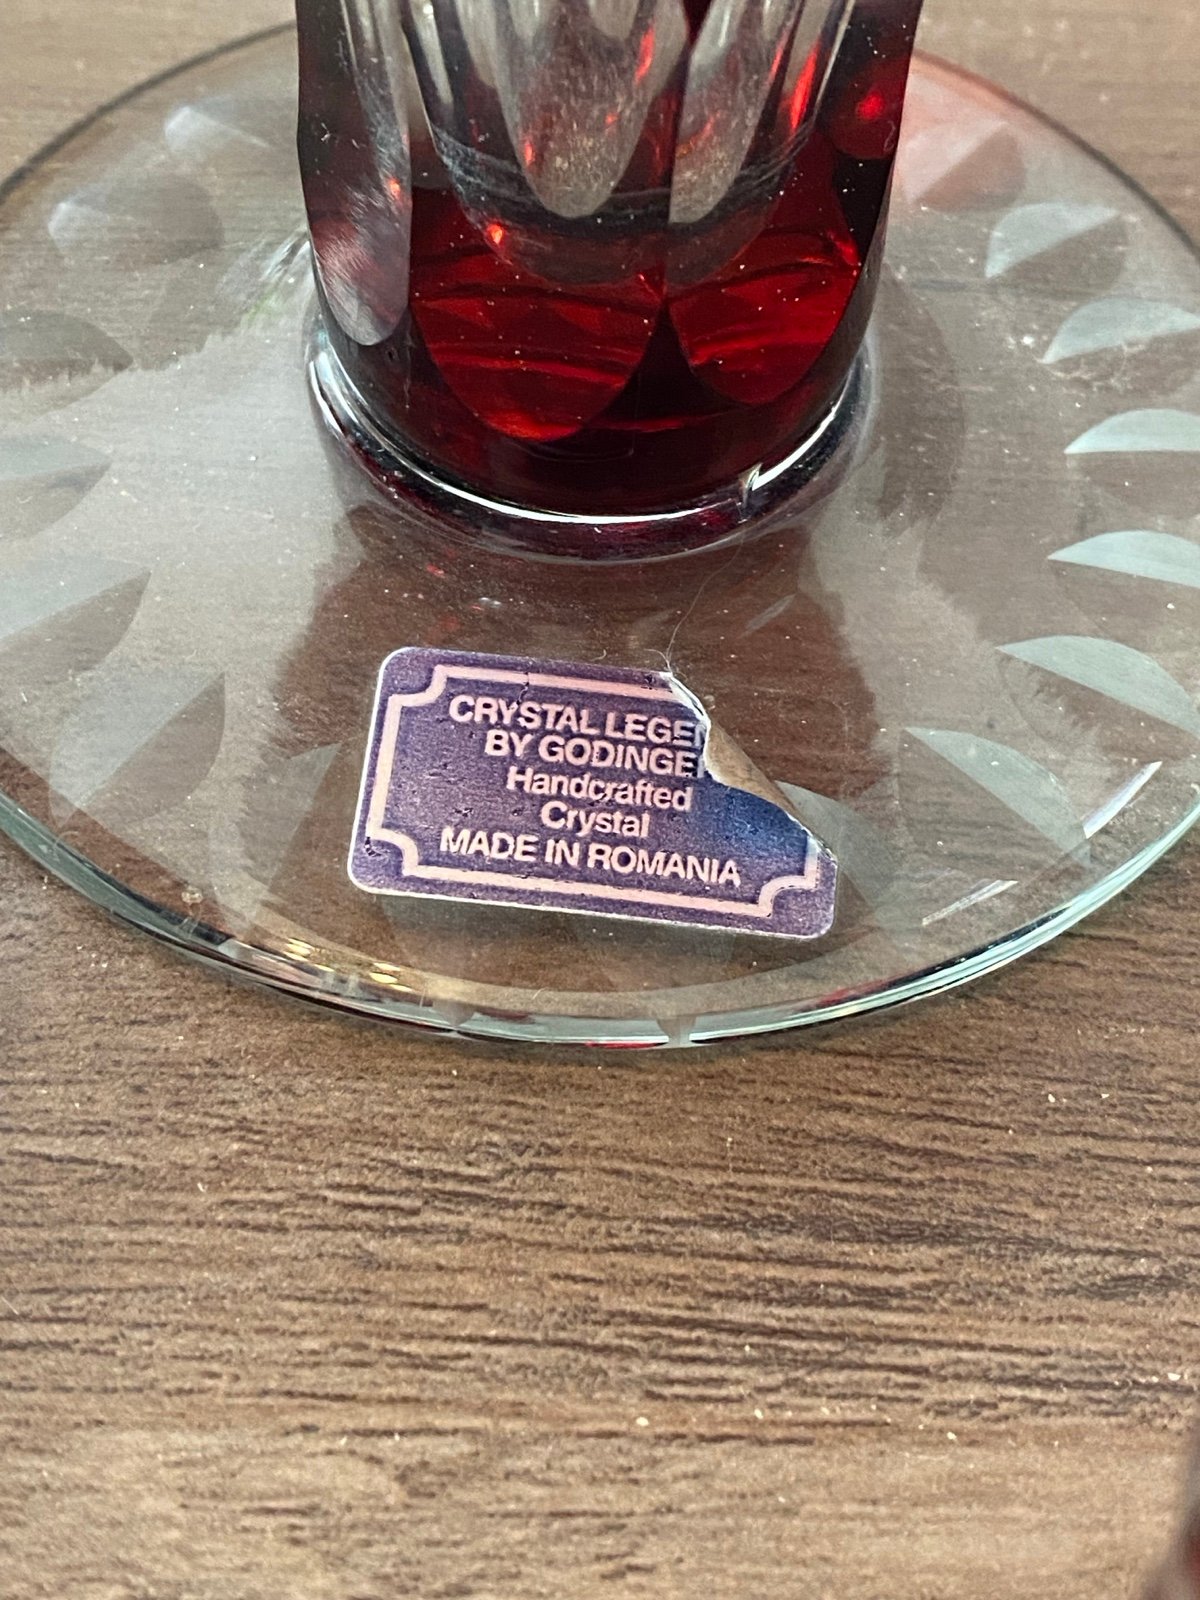 CRYSTAL LEGE
BY GODINGE
Handcrafted
Crystal
MADE IN ROMANIA